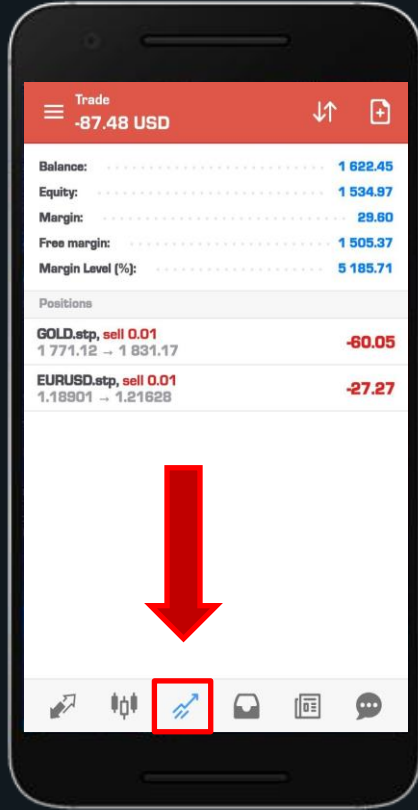 Trade
-87.48 USD
Balance: 1 622.45
Equity: 1 534.97
Margin: 29.60
Free margin: 1 505.37
Margin Level (%): 5 185.71
Positions
GOLD.stp, sell 0.01 -60.05
1 771.12 → 1 831.17
EURUSD.stp, sell 0.01 -27.27
1.18901 → 1.21628